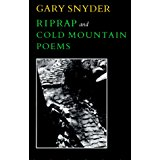 GARY SNYDER
RIPRAP and
COLD MOUNTAIN
POEMS